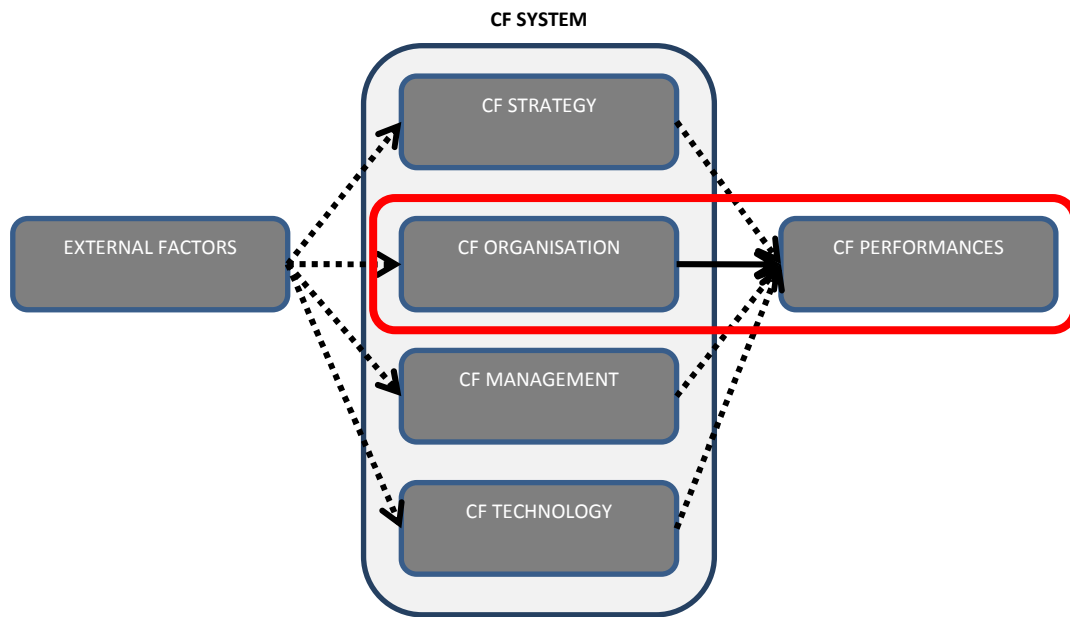 CF SYSTEM
CF STRATEGY
EXTERNAL FACTORS
CF ORGANISATION
CF PERFORMANCES
CF MANAGEMENT
CF TECHNOLOGY